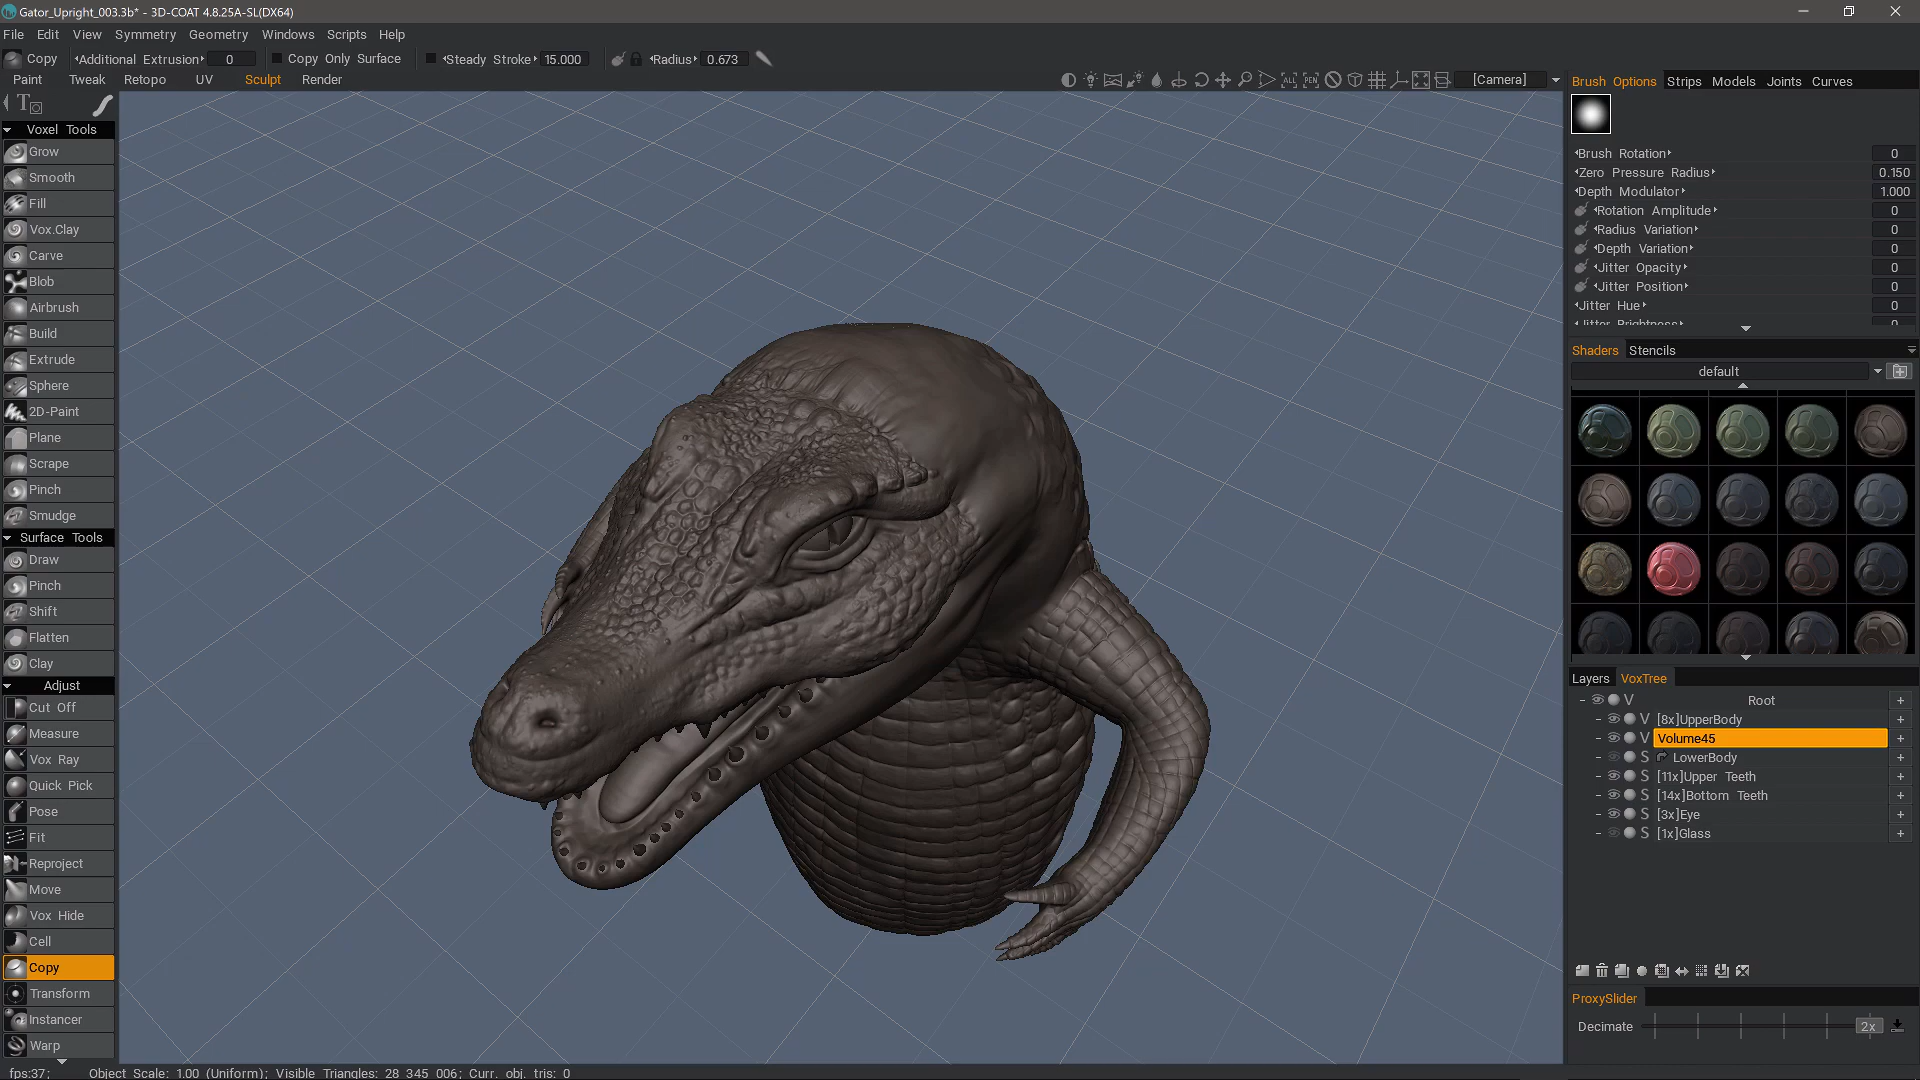 Gator_Upright_003.3b* - 3D-COAT 4.8.25A-SL(DX64)
File Edit View Symmetry Geometry Windows Scripts Help
Copy Additional Extrusion 0 Copy Only Surface Steady Stroke 15.000 Radius 0.673
Paint Tweak Retopo UV Sculpt Render ALL PEN [Camera]
Voxel Tools
Grow
Smooth
Fill
Vox.Clay
Carve
Blob
Airbrush
Build
Extrude
Sphere
2D-Paint
Plane
Scrape
Pinch
Smudge
Surface Tools
Draw
Pinch
Shift
Flatten
Clay
Adjust
Cut Off
Measure
Vox Ray
Quick Pick
Pose
Fit
Reproject
Move
Vox Hide
Cell
Copy
Transform
Instancer
Warp
Brush Options Strips Models Joints Curves
Brush Rotation 0
Zero Pressure Radius 0.150
Depth Modulator 1.000
Rotation Amplitude 0
Radius Variation 0
Depth Variation 0
Jitter Opacity 0
Jitter Position 0
Jitter Hue 0
Jitter Brightness 0
Shaders Stencils
default
Layers VoxTree
V Root +
V [8x]UpperBody +
V Volume45 +
S LowerBody +
S [11x]Upper Teeth +
S [14x]Bottom Teeth +
S [3x]Eye +
S [1x]Glass +
ProxySlider
Decimate 2x
fps:37; Object Scale: 1.00 (Uniform); Visible Triangles: 28 345 006; Curr. obj. tris: 0